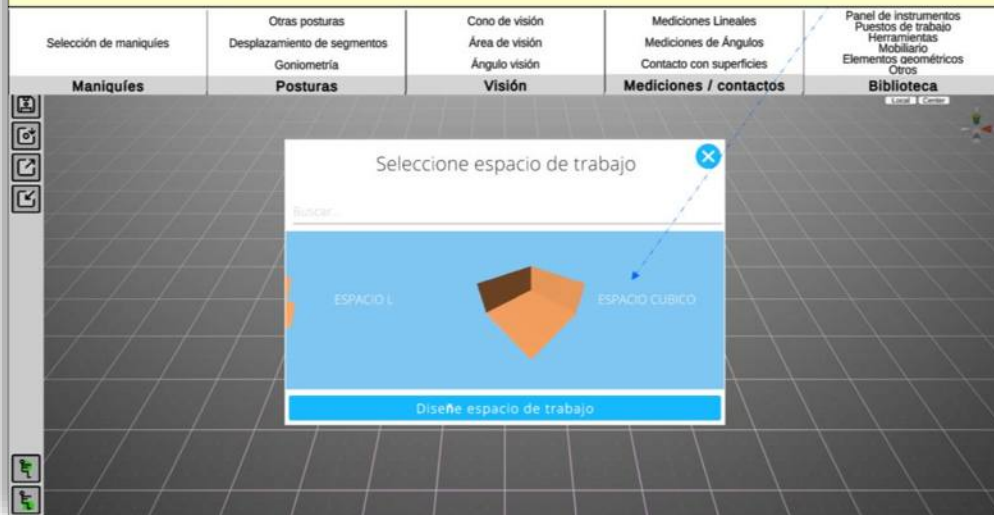 Selección de maniquíes
Otras posturas
Desplazamiento de segmentos
Goniometría
Cono de visión
Área de visión
Ángulo visión
Mediciones Lineales
Mediciones de Ángulos
Contacto con superficies
Panel de instrumentos
Puestos de trabajo
Herramientas
Mobiliario
Elementos geométricos
Otros
Maniquíes
Posturas
Visión
Mediciones / contactos
Biblioteca
Local
Center
Seleccione espacio de trabajo
Buscar...
ESPACIO L
ESPACIO CUBICO
Diseñe espacio de trabajo